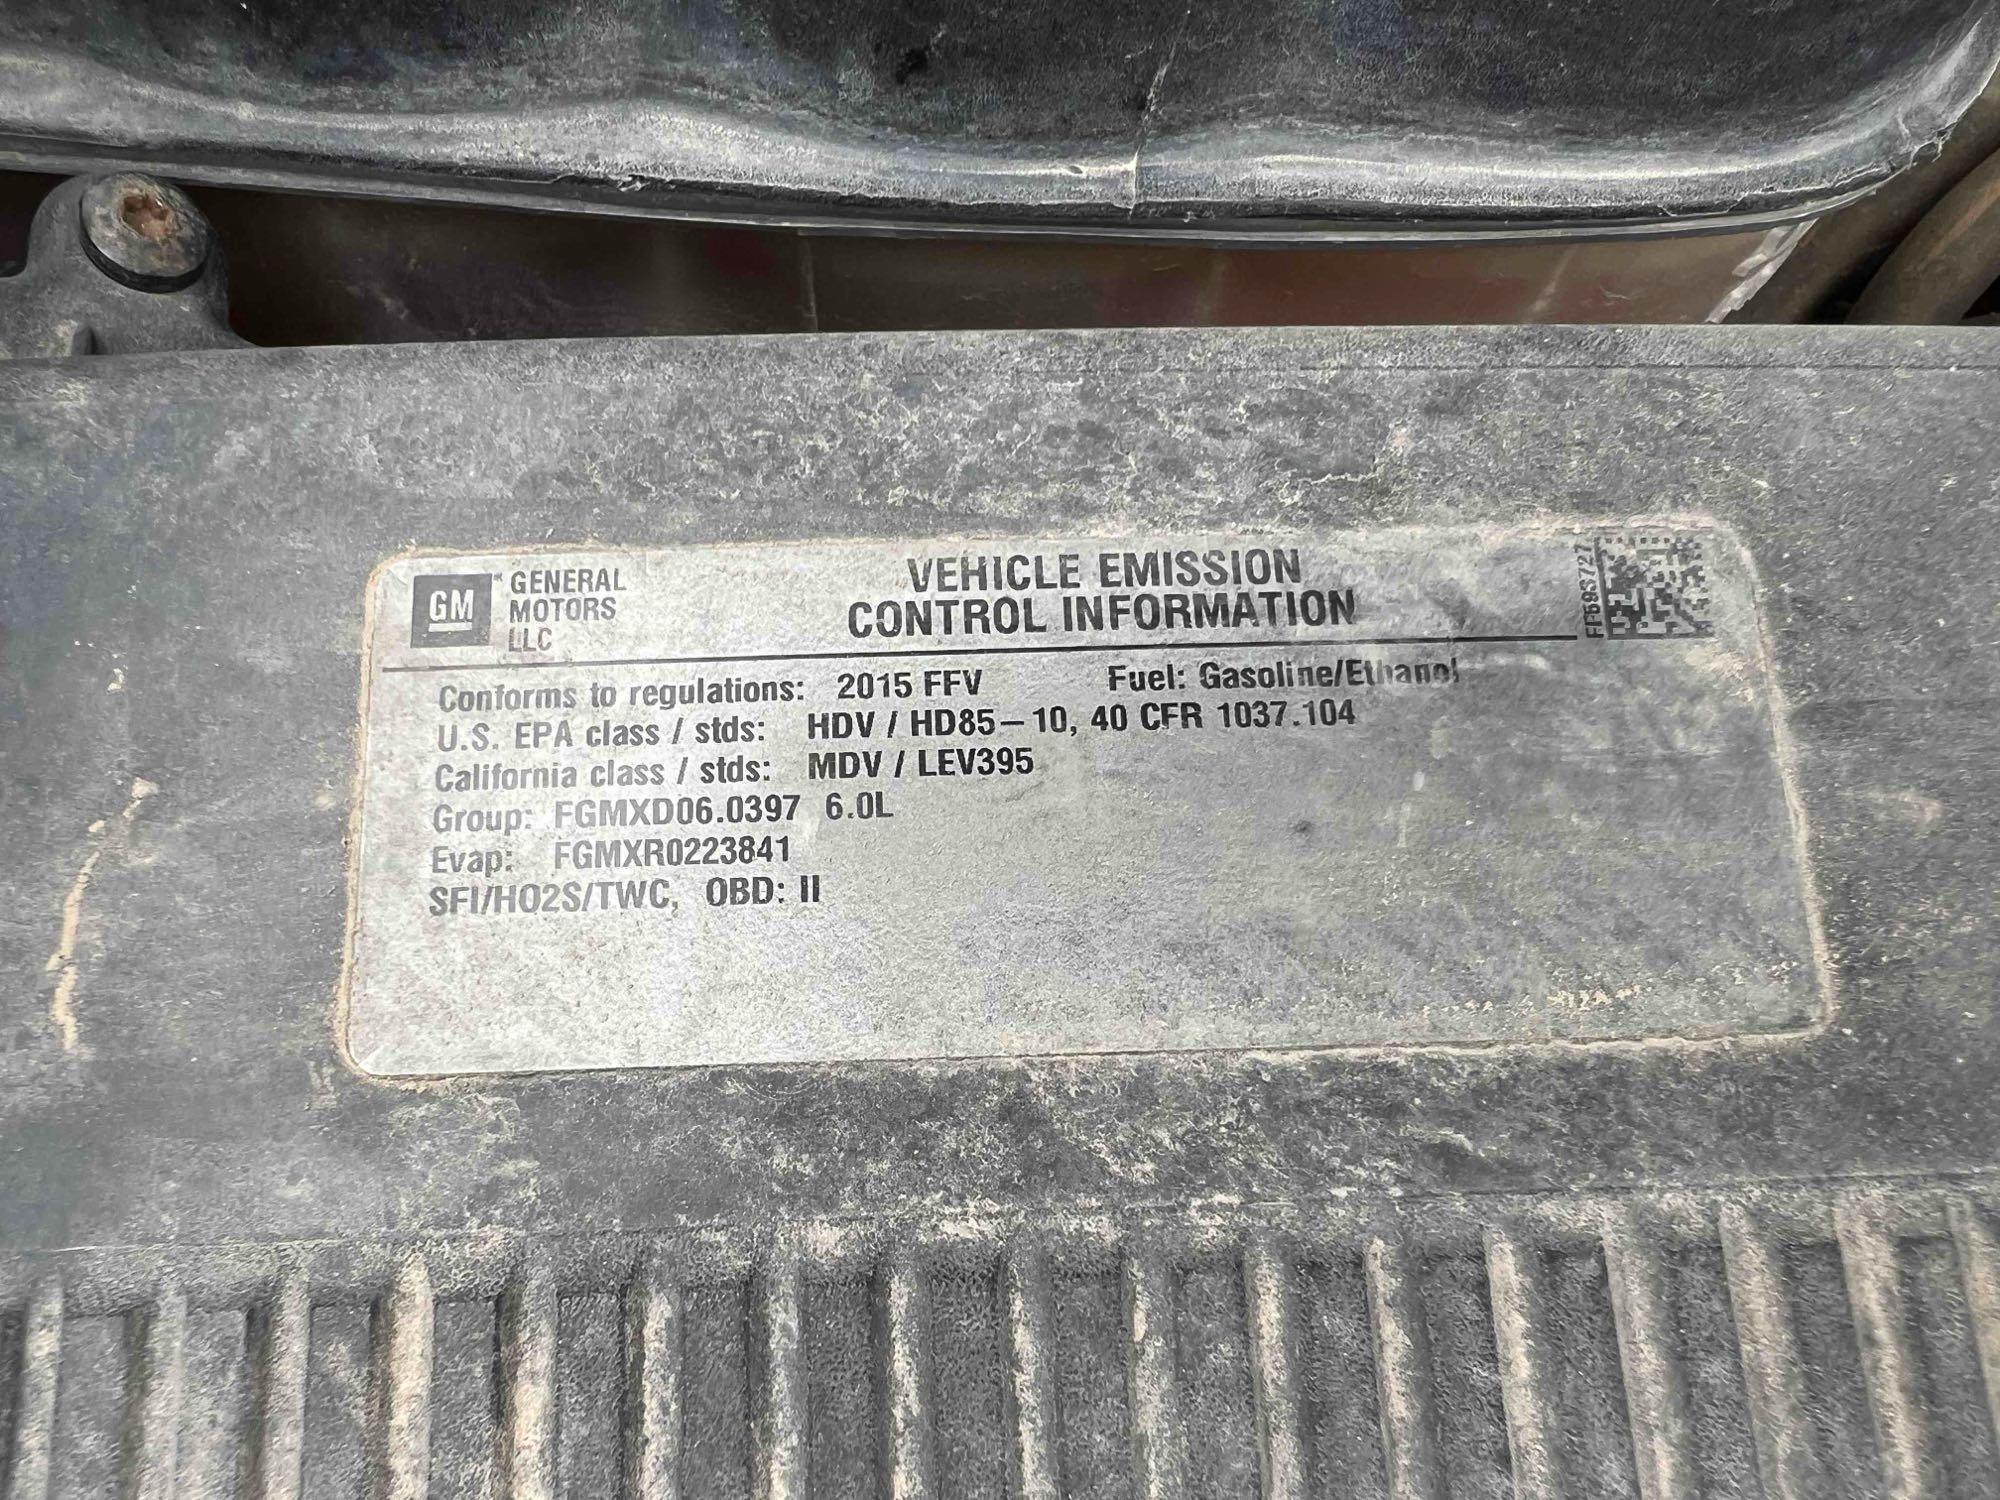 GM GENERAL MOTORS LLC
VEHICLE EMISSION
CONTROL INFORMATION
Conforms to regulations: 2015 FFV Fuel: Gasoline/Ethanol
U.S. EPA class / stds: HDV / HD85–10, 40 CFR 1037.104
California class / stds: MDV / LEV395
Group: FGMXD06.0397 6.0L
Evap: FGMXR0223841
SFI/HO2S/TWC, OBD: II